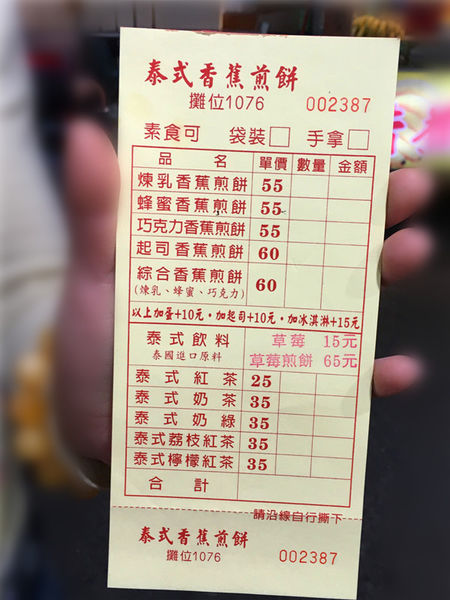 泰式香蕉煎餅
攤位1076 002387
素食可 袋裝□ 手拿□
品名 單價 數量 金額
煉乳香蕉煎餅 55
蜂蜜香蕉煎餅 55
巧克力香蕉煎餅 55
起司香蕉煎餅 60
綜合香蕉煎餅 60
(煉乳、蜂蜜、巧克力)
以上加蛋+10元·加起司+10元·加冰淇淋+15元
泰式飲料 草莓 15元
泰國進口原料 草莓煎餅 65元
泰式紅茶 25
泰式奶茶 35
泰式奶綠 35
泰式荔枝紅茶 35
泰式檸檬紅茶 35
合計
請沿線自行撕下
泰式香蕉煎餅
攤位1076 002387